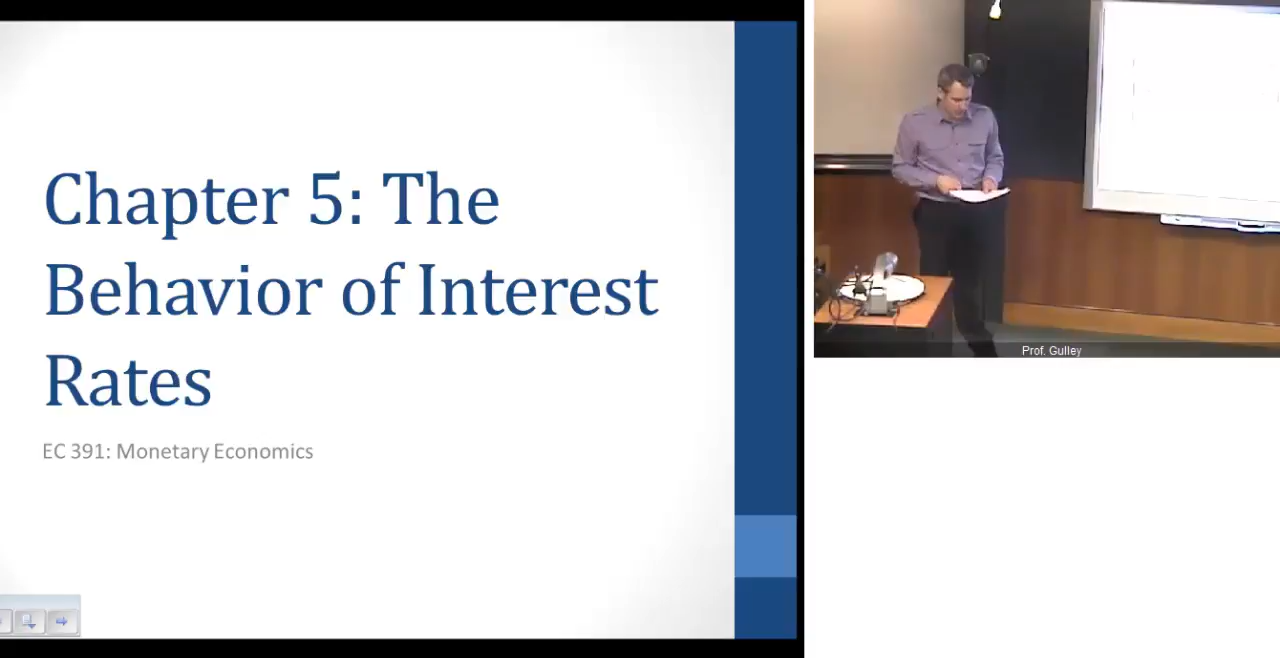 Chapter 5: The
Behavior of Interest
Rates
EC 391: Monetary Economics
Prof. Gulley